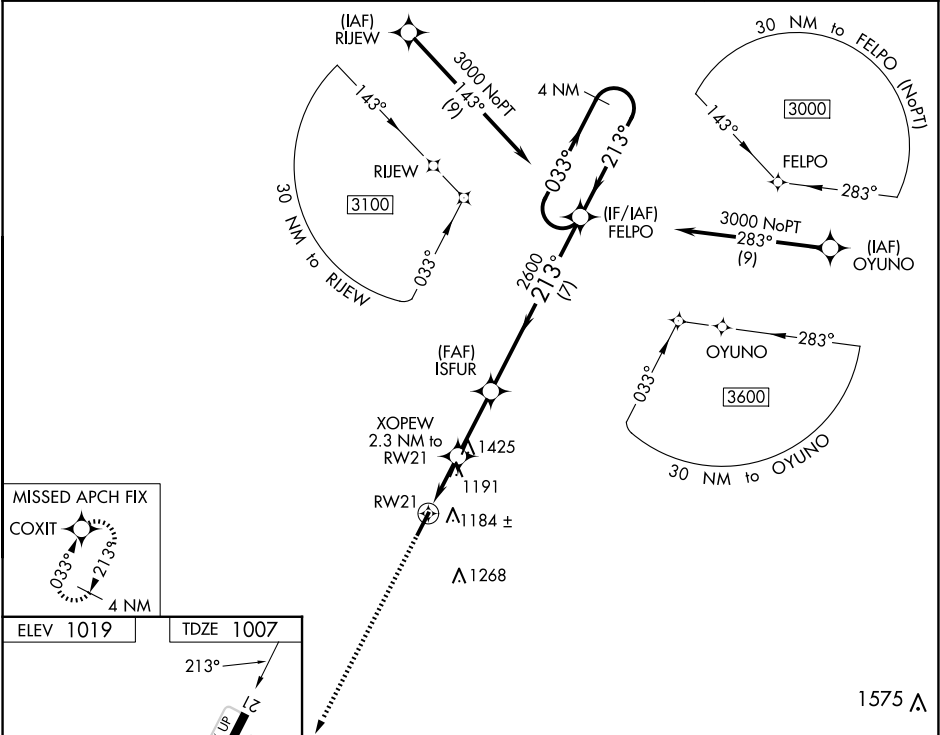 (IAF)
RIJEW
3000 NoPT
143°
(9)
4 NM
033°
213°
30 NM to FELPO (NoPT)
3000
143°
FELPO
283°
143°
RIJEW
3100
033°
30 NM to RIJEW
(IF/IAF)
FELPO
3000 NoPT
283°
(9)
(IAF)
OYUNO
2600
213°
(7)
OYUNO
283°
033°
3600
30 NM to OYUNO
(FAF)
ISFUR
XOPEW
2.3 NM to
RW21
1425
1191
RW21
1184 ±
1268
MISSED APCH FIX
COXIT
033°
213°
4 NM
ELEV 1019
TDZE 1007
213°
21
UP
1575